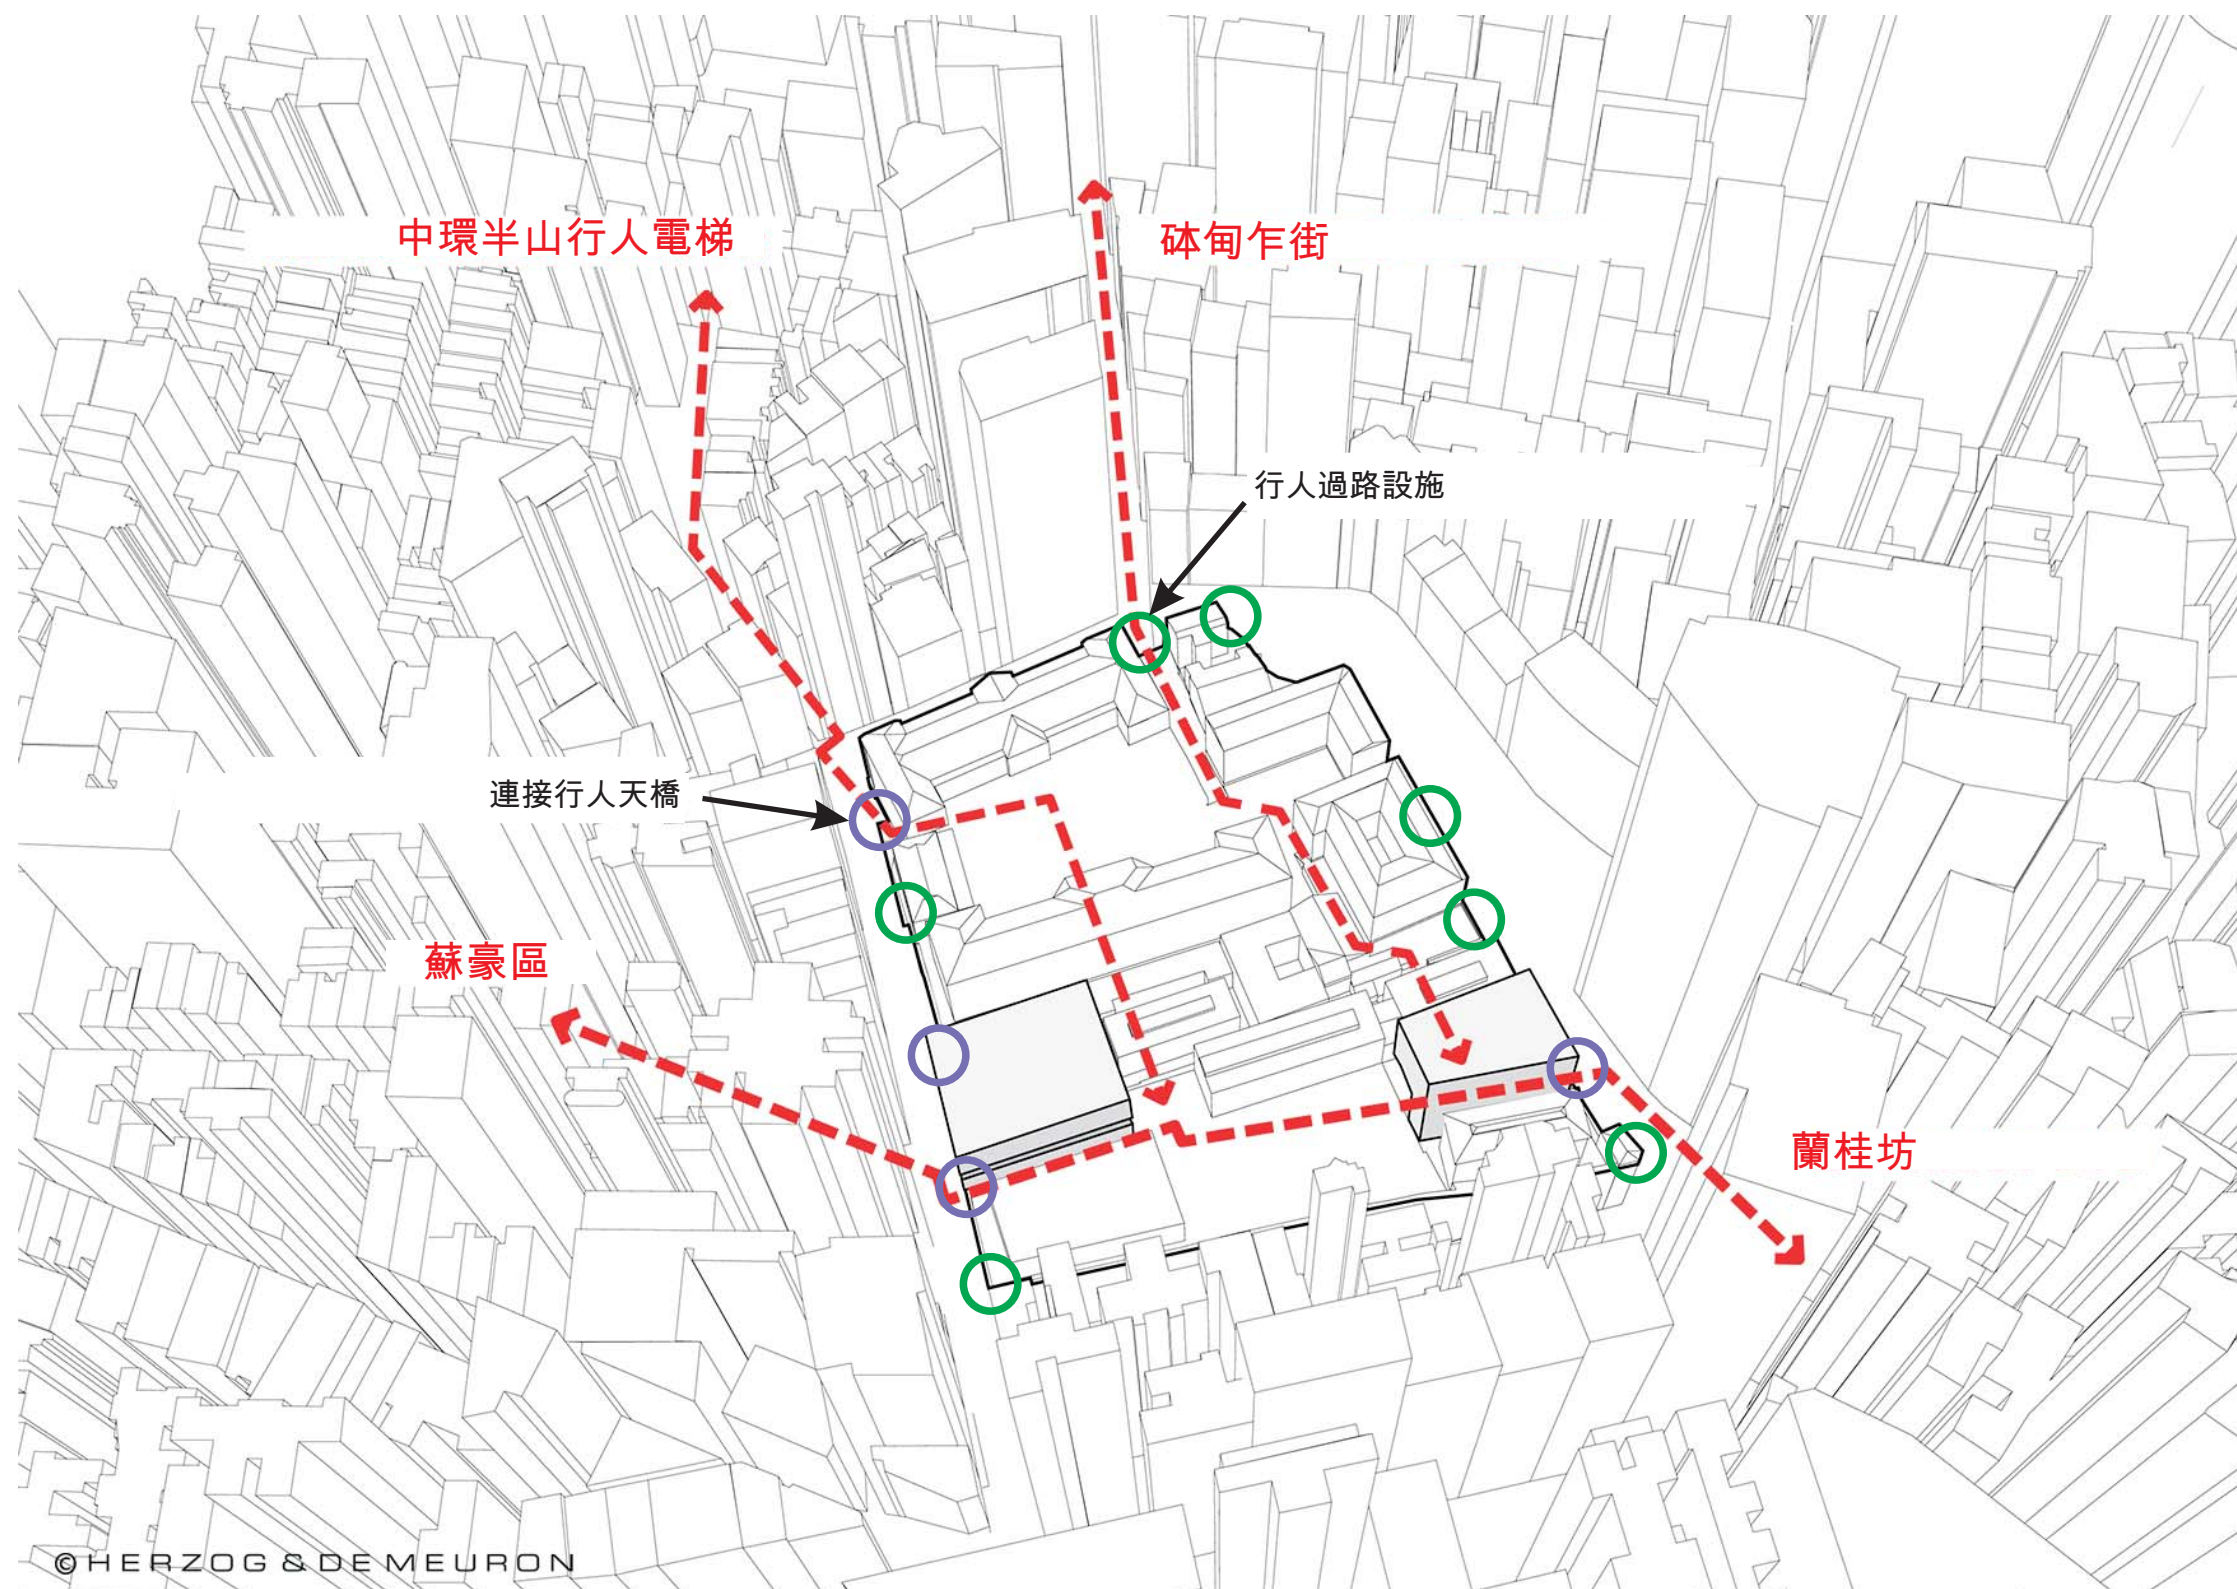 中環半山行人電梯
砵甸乍街
行人過路設施
連接行人天橋
蘇豪區
蘭桂坊
©HERZOG & DE MEURON